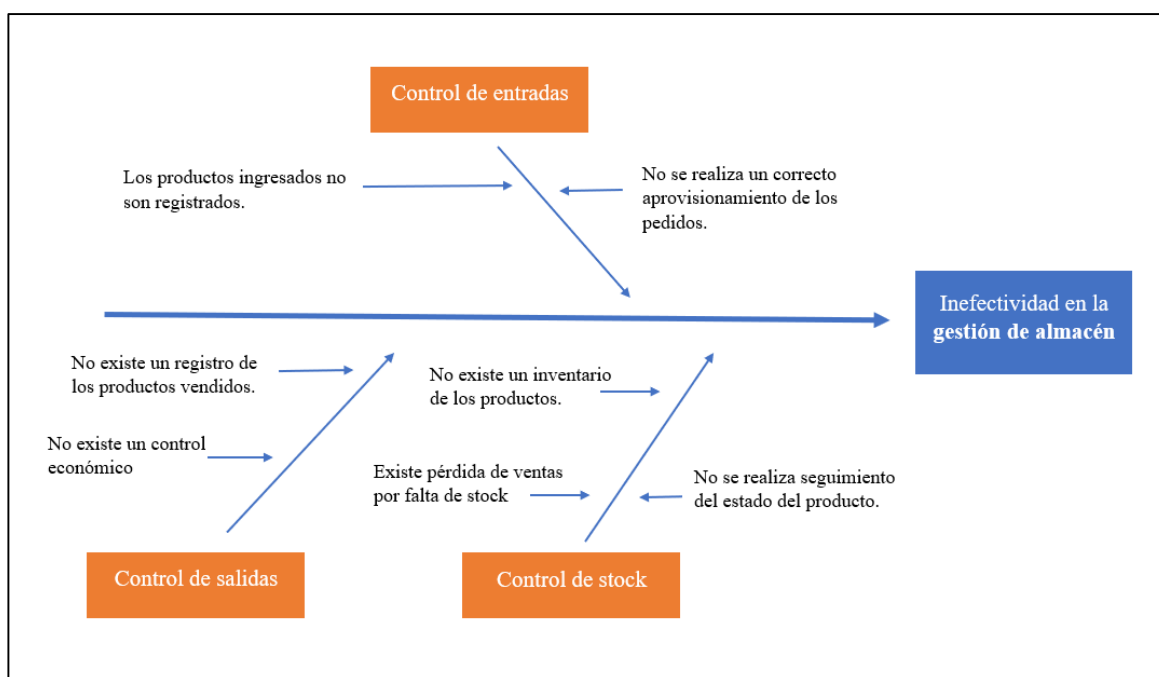 Control de entradas
Los productos ingresados no
son registrados.
No se realiza un correcto
aprovisionamiento de los
pedidos.
Inefectividad en la
gestión de almacén
No existe un registro de
los productos vendidos.
No existe un inventario
de los productos.
No existe un control
económico
Existe pérdida de ventas
por falta de stock
No se realiza seguimiento
del estado del producto.
Control de salidas
Control de stock